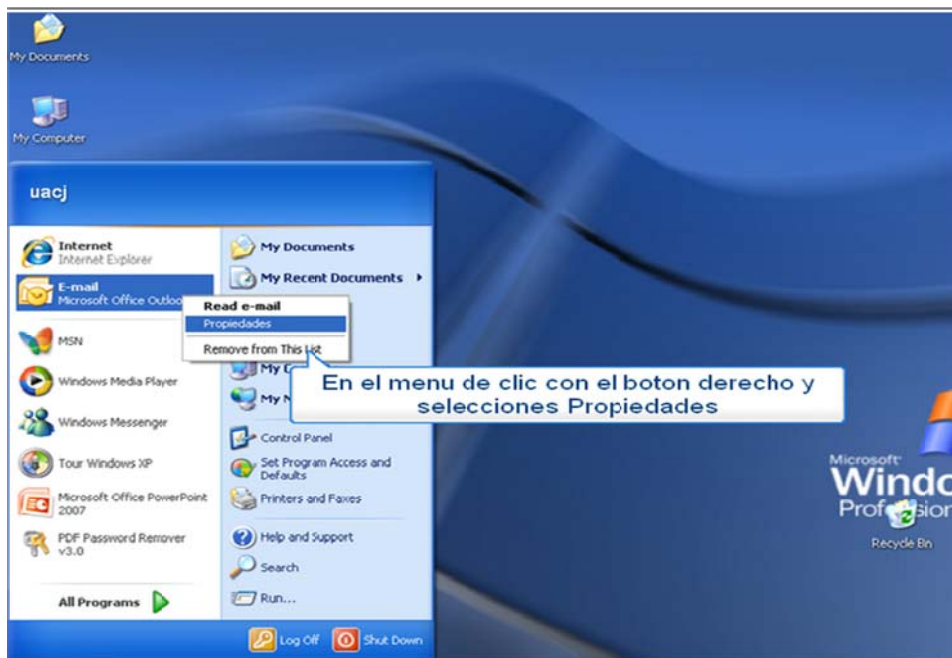 My Documents
My Computer
uacj
Internet
Internet Explorer
E-mail
Microsoft Office Outloo
MSN
Windows Media Player
Windows Messenger
Tour Windows XP
Microsoft Office PowerPoint
2007
PDF Password Remover
v3.0
All Programs
My Documents
My Recent Documents
Read e-mail
Propiedades
Remove from This List
My
My
En el menu de clic con el boton derecho y
selecciones Propiedades
Control Panel
Set Program Access and
Defaults
Printers and Faxes
Help and Support
Search
Run...
Log Off
Shut Down
Microsoft
Windo
Recycle Bn